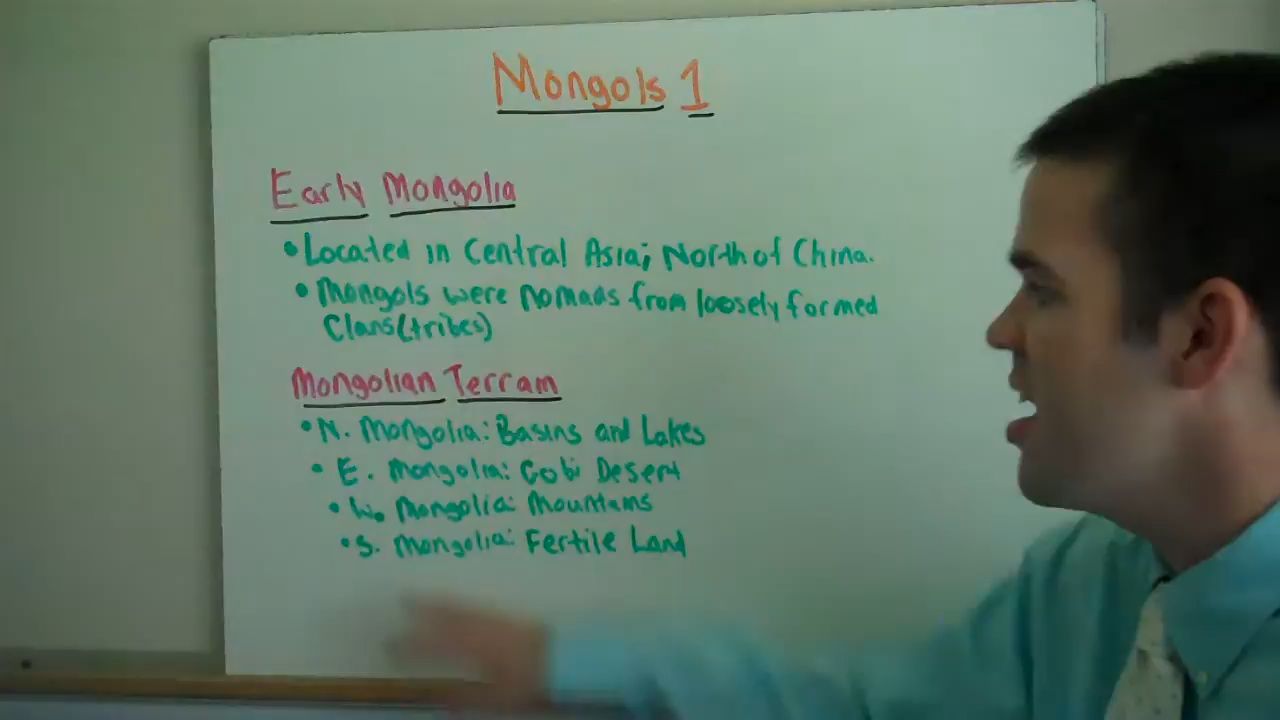 Mongols 1
Early Mongolia
• Located in Central Asia; North of China.
• Mongols were nomads from loosely formed
Clans(tribes)
Mongolian Terrain
• N. Mongolia: Basins and Lakes
• E. Mongolia: Gobi Desert
• W. Mongolia: Mountains
• S. Mongolia: Fertile Land